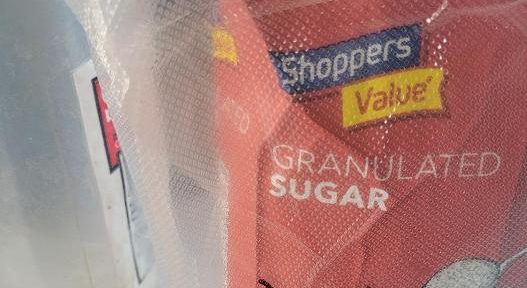 Shoppers
Value
GRANULATED
SUGAR